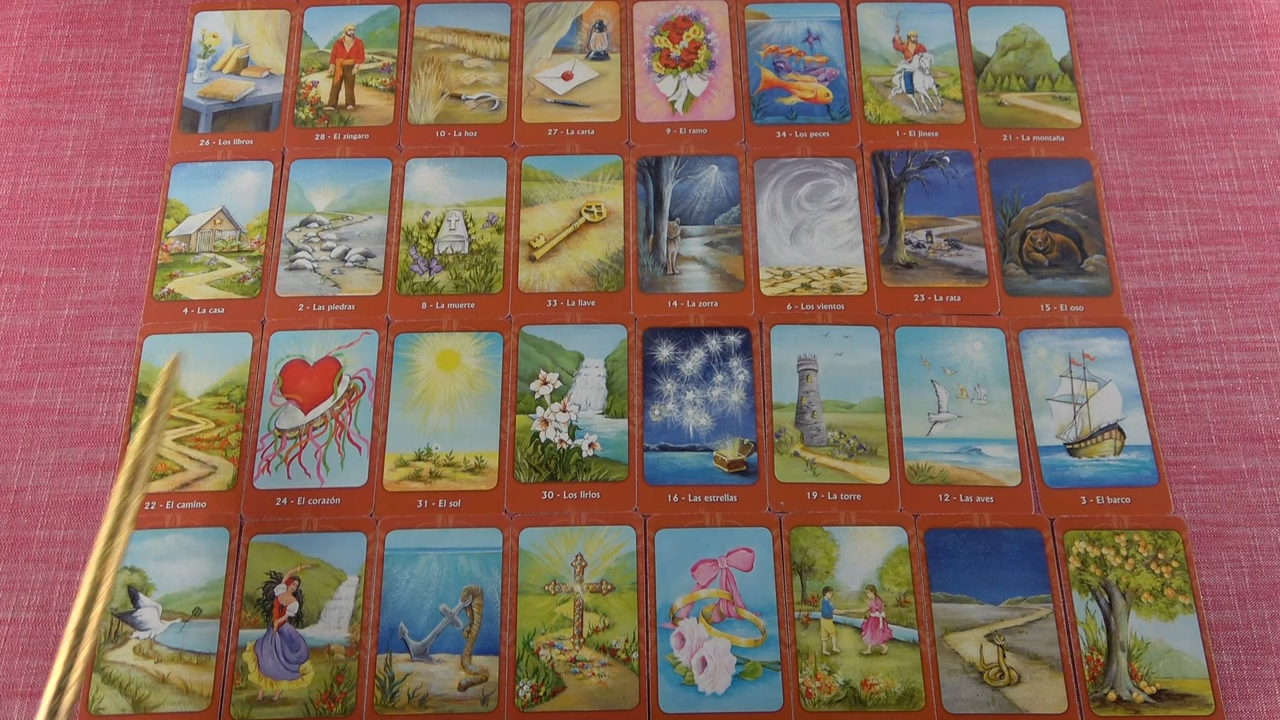 26 - Los libros
28 - El zíngaro
10 - La hoz
27 - La carta
9 - El ramo
34 - Los peces
1 - El jinete
21 - La montaña
4 - La casa
2 - Las piedras
8 - La muerte
33 - La llave
14 - La zorra
6 - Los vientos
23 - La rata
15 - El oso
22 - El camino
24 - El corazón
31 - El sol
30 - Los lirios
16 - Las estrellas
19 - La torre
12 - Las aves
3 - El barco